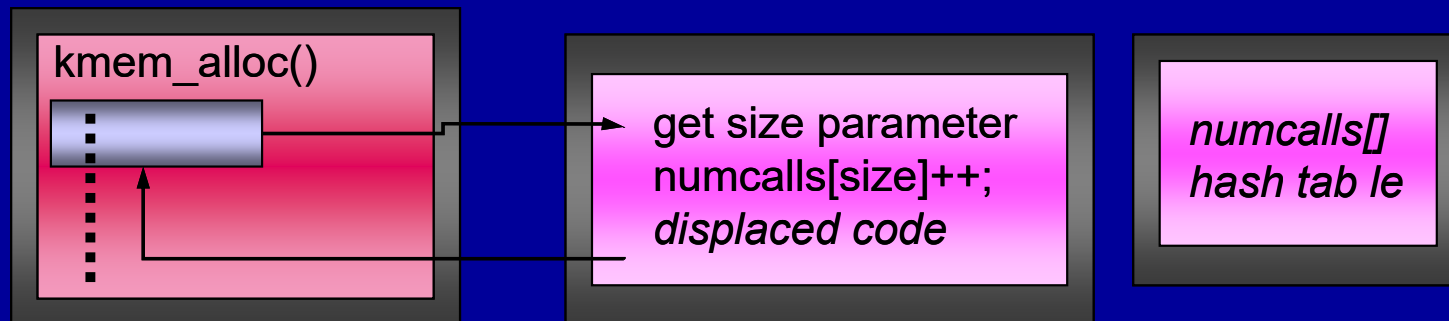 kmem_alloc()
get size parameter
numcalls[size]++;
displaced code
numcalls[]
hash tab le